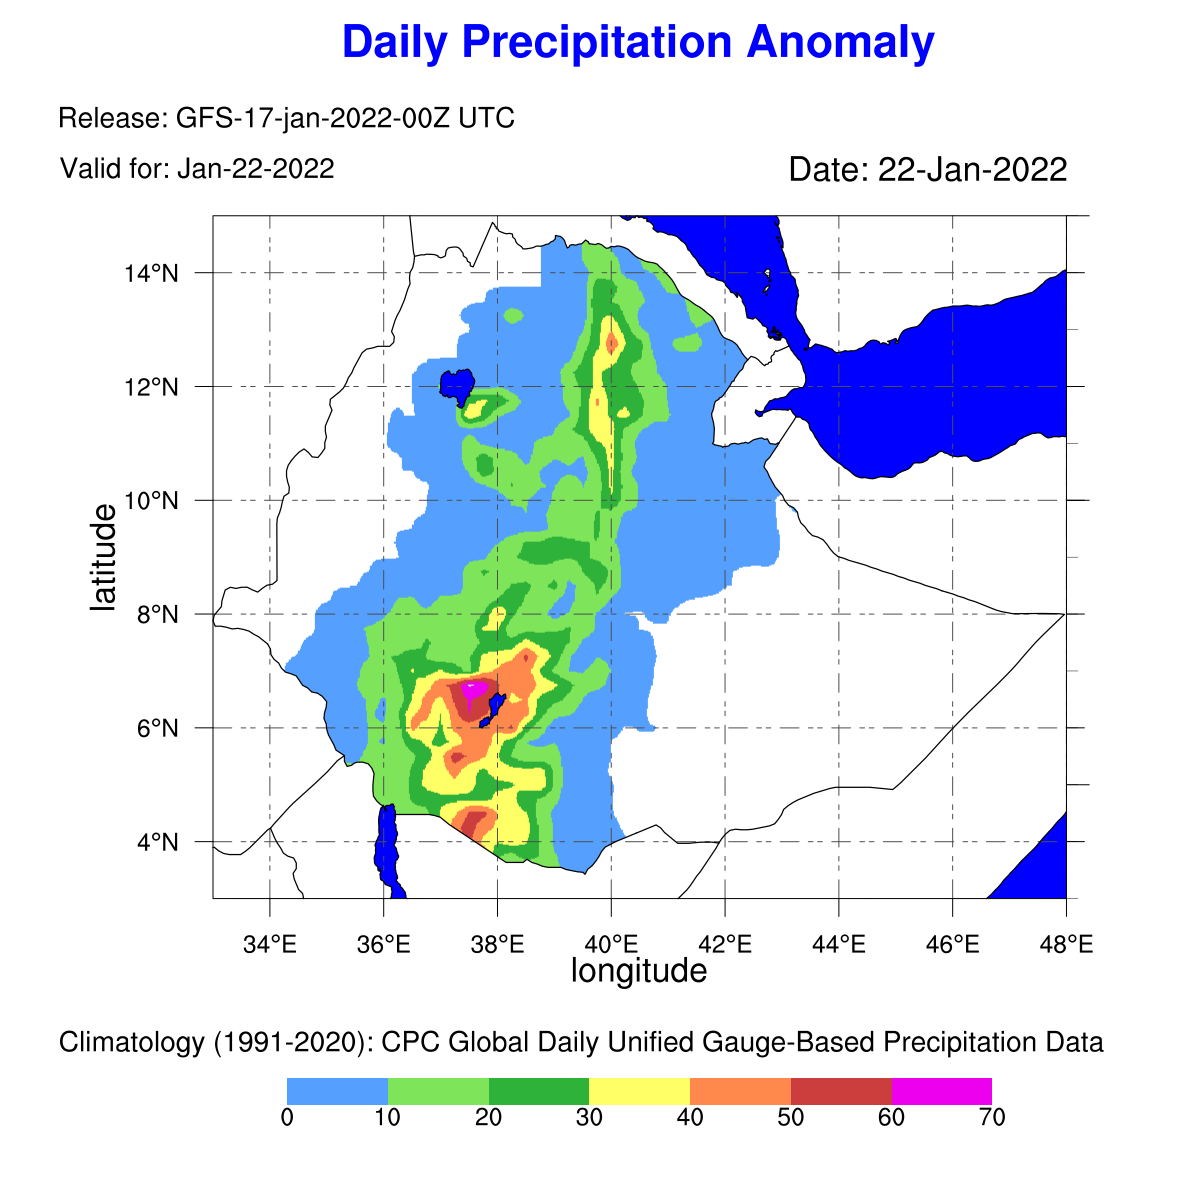 Daily Precipitation Anomaly
Release: GFS-17-jan-2022-00Z UTC
Valid for: Jan-22-2022
Date: 22-Jan-2022
14°N
12°N
10°N
8°N
6°N
4°N
latitude
34°E 36°E 38°E 40°E 42°E 44°E 46°E 48°E
longitude
Climatology (1991-2020): CPC Global Daily Unified Gauge-Based Precipitation Data
0 10 20 30 40 50 60 70